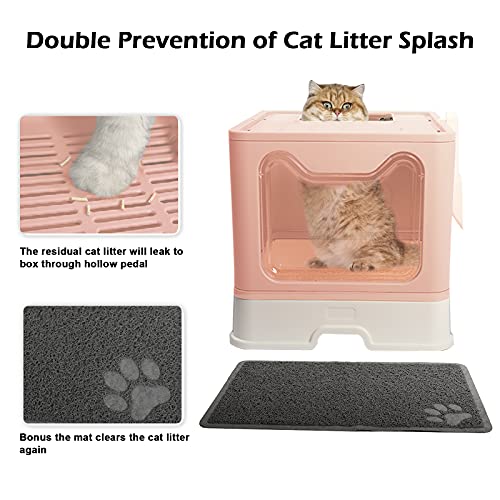 Double Prevention of Cat Litter Splash
The residual cat litter will leak to
box through hollow pedal
Bonus the mat clears the cat litter
again